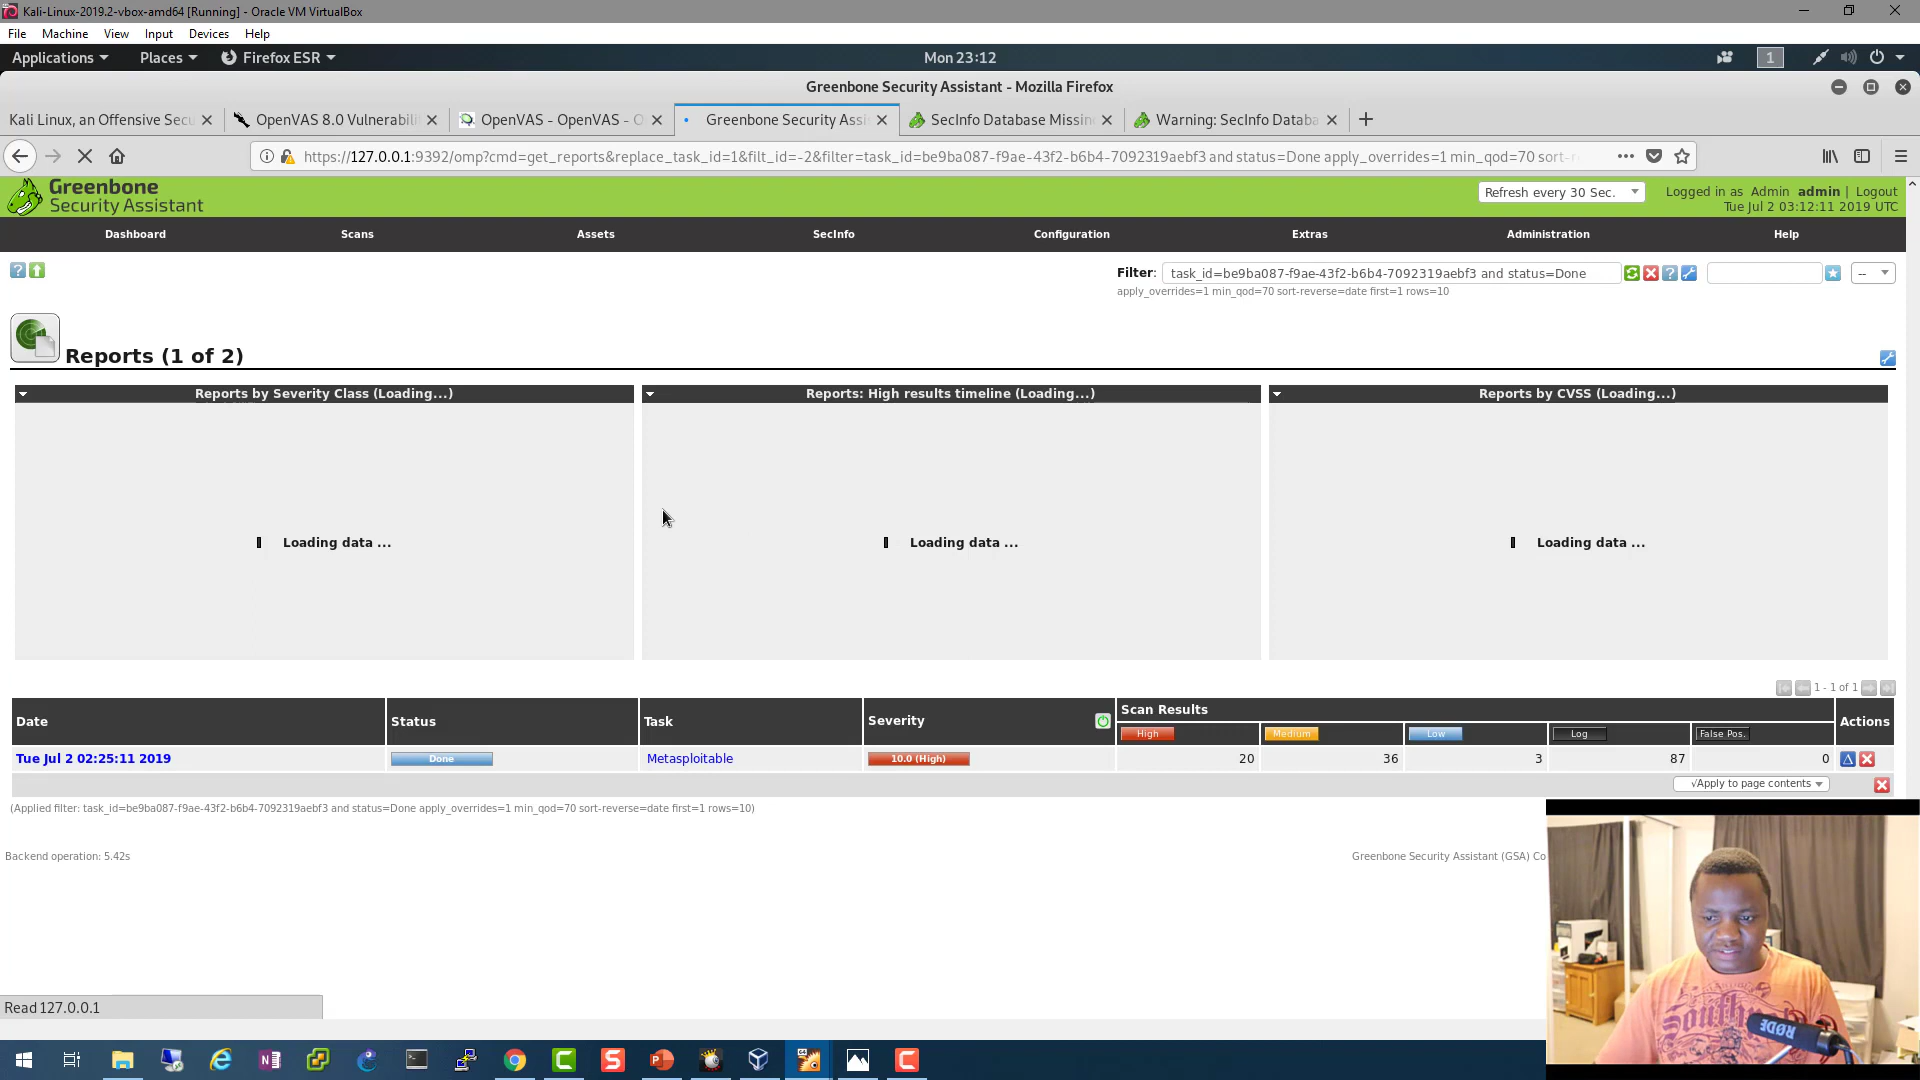 Kali-Linux-2019.2-vbox-amd64 [Running] - Oracle VM VirtualBox
File Machine View Input Devices Help
Applications Places Firefox ESR Mon 23:12 1
Greenbone Security Assistant - Mozilla Firefox
Kali Linux, an Offensive Secu OpenVAS 8.0 Vulnerabili OpenVAS - OpenVAS - O Greenbone Security Assi SecInfo Database Missin Warning: SecInfo Databa
https://127.0.0.1:9392/omp?cmd=get_reports&replace_task_id=1&filt_id=-2&filter=task_id=be9ba087-f9ae-43f2-b6b4-7092319aebf3 and status=Done apply_overrides=1 min_qod=70 sort-r
Greenbone
Security Assistant
Refresh every 30 Sec.
Logged in as Admin admin | Logout
Tue Jul 2 03:12:11 2019 UTC
Dashboard Scans Assets SecInfo Configuration Extras Administration Help
Filter: task_id=be9ba087-f9ae-43f2-b6b4-7092319aebf3 and status=Done --
apply_overrides=1 min_qod=70 sort-reverse=date first=1 rows=10
Reports (1 of 2)
Reports by Severity Class (Loading...) Reports: High results timeline (Loading...) Reports by CVSS (Loading...)
Loading data ... Loading data ... Loading data ...
1 - 1 of 1
Date Status Task Severity Scan Results Actions
High Medium Low Log False Pos.
Tue Jul 2 02:25:11 2019 Done Metasploitable 10.0 (High) 20 36 3 87 0
√Apply to page contents
(Applied filter: task_id=be9ba087-f9ae-43f2-b6b4-7092319aebf3 and status=Done apply_overrides=1 min_qod=70 sort-reverse=date first=1 rows=10)
Backend operation: 5.42s Greenbone Security Assistant (GSA) Co
Read 127.0.0.1
South
RØDE